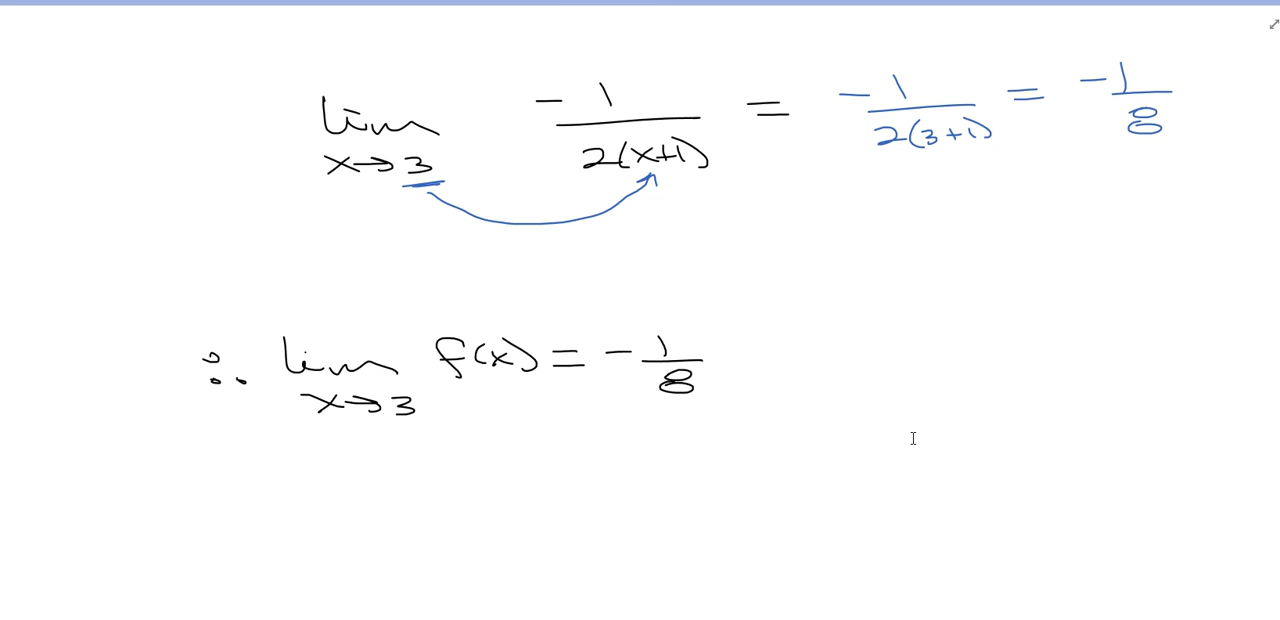 lim x→3 -1/2(x+1) = -1/2(3+1) = -1/8
∴ lim x→3 f(x) = -1/8